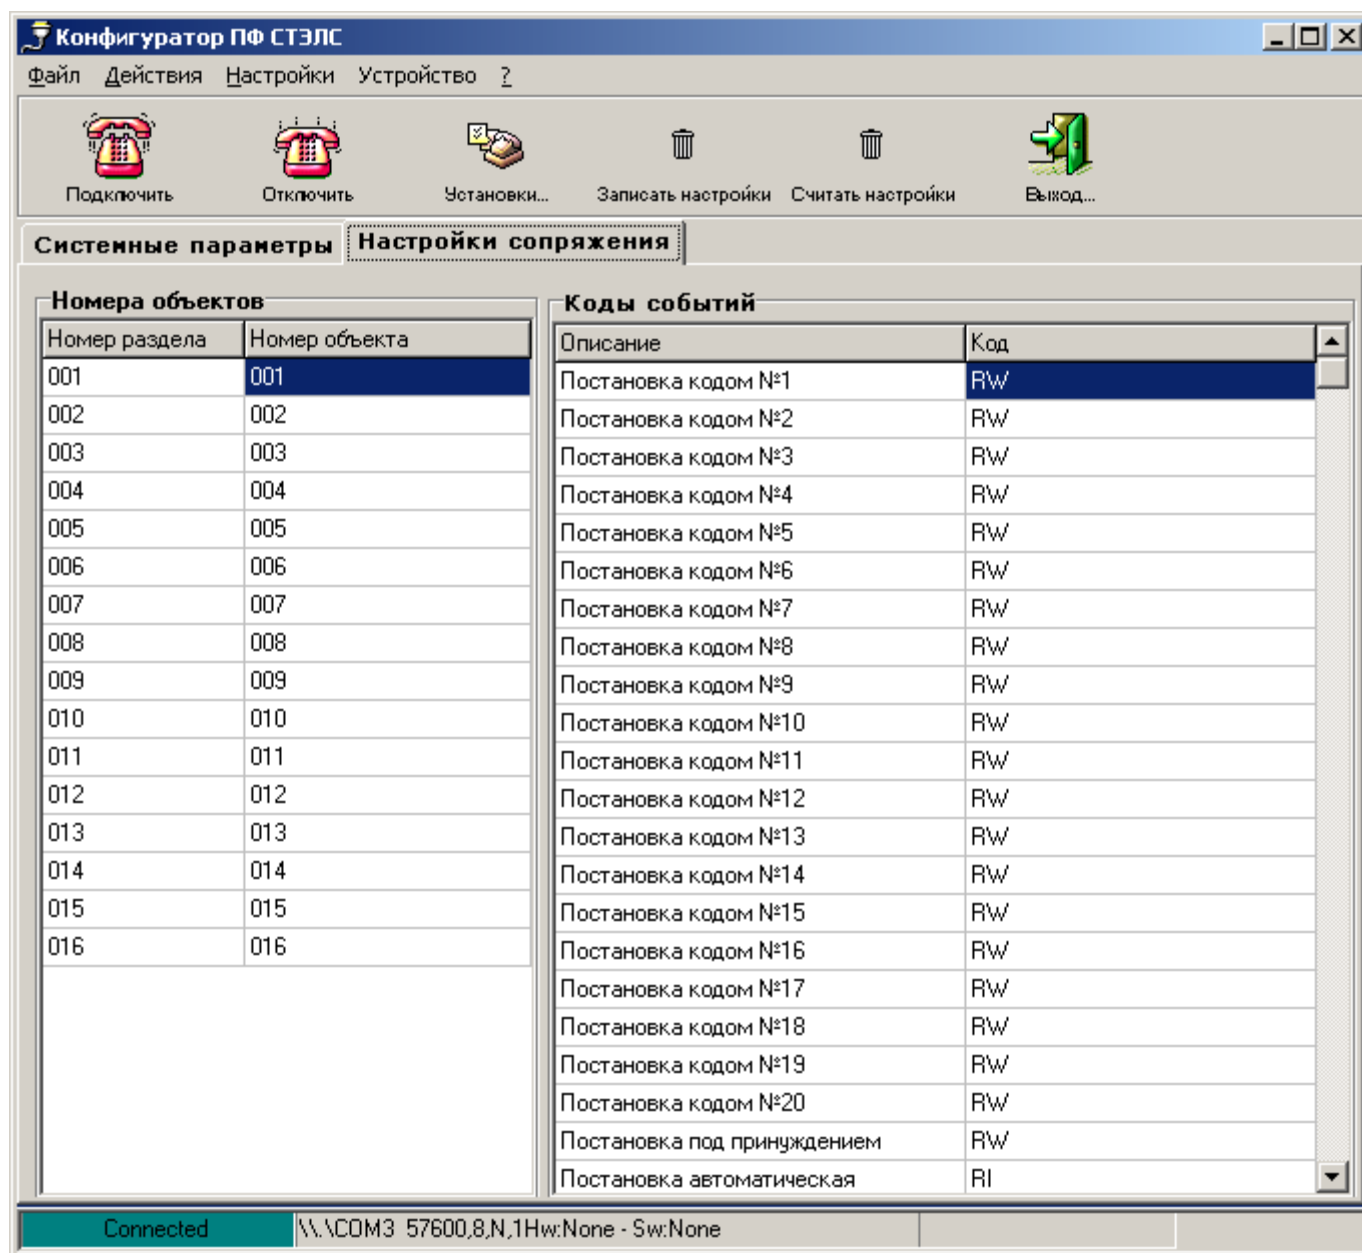 Конфигуратор ПФ СТЭЛС
Файл Действия Настройки Устройство ?
Подключить Отключить Установки... Записать настройки Считать настройки Выход...
Системные параметры Настройки сопряжения
Номера объектов
Номер раздела Номер объекта
001 001
002 002
003 003
004 004
005 005
006 006
007 007
008 008
009 009
010 010
011 011
012 012
013 013
014 014
015 015
016 016
Коды событий
Описание Код
Постановка кодом №1 RW
Постановка кодом №2 RW
Постановка кодом №3 RW
Постановка кодом №4 RW
Постановка кодом №5 RW
Постановка кодом №6 RW
Постановка кодом №7 RW
Постановка кодом №8 RW
Постановка кодом №9 RW
Постановка кодом №10 RW
Постановка кодом №11 RW
Постановка кодом №12 RW
Постановка кодом №13 RW
Постановка кодом №14 RW
Постановка кодом №15 RW
Постановка кодом №16 RW
Постановка кодом №17 RW
Постановка кодом №18 RW
Постановка кодом №19 RW
Постановка кодом №20 RW
Постановка под принуждением RW
Постановка автоматическая RI
Connected \\.\COM3 57600,8,N,1Hw:None - Sw:None